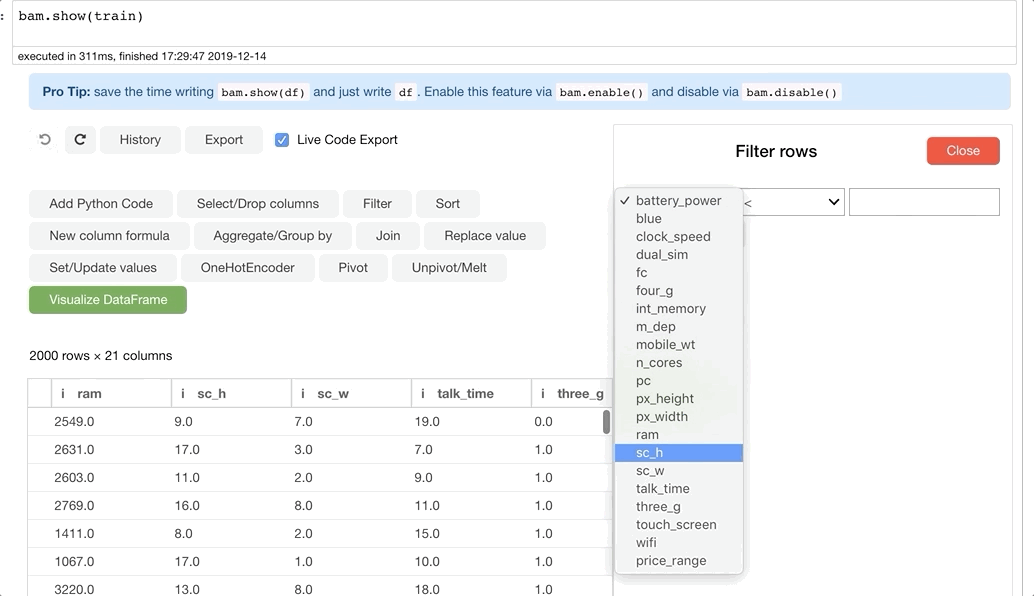 : bam.show(train)
executed in 311ms, finished 17:29:47 2019-12-14
Pro Tip: save the time writing bam.show(df) and just write df . Enable this feature via bam.enable() and disable via bam.disable()
History Export Live Code Export
Filter rows Close
Add Python Code Select/Drop columns Filter Sort
New column formula Aggregate/Group by Join Replace value
Set/Update values OneHotEncoder Pivot Unpivot/Melt
Visualize DataFrame
2000 rows × 21 columns
i ram i sc_h i sc_w i talk_time i three_g
2549.0 9.0 7.0 19.0 0.0
2631.0 17.0 3.0 7.0 1.0
2603.0 11.0 2.0 9.0 1.0
2769.0 16.0 8.0 11.0 1.0
1411.0 8.0 2.0 15.0 1.0
1067.0 17.0 1.0 10.0 1.0
3220.0 13.0 8.0 18.0 1.0
✓ battery_power <
blue
clock_speed
dual_sim
fc
four_g
int_memory
m_dep
mobile_wt
n_cores
pc
px_height
px_width
ram
sc_h
sc_w
talk_time
three_g
touch_screen
wifi
price_range